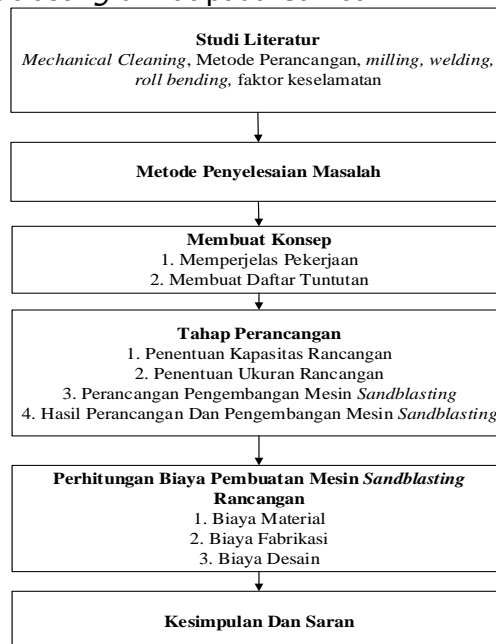 Studi Literatur
Mechanical Cleaning, Metode Perancangan, milling, welding,
roll bending, faktor keselamatan
Metode Penyelesaian Masalah
Membuat Konsep
1. Memperjelas Pekerjaan
2. Membuat Daftar Tuntutan
Tahap Perancangan
1. Penentuan Kapasitas Rancangan
2. Penentuan Ukuran Rancangan
3. Perancangan Pengembangan Mesin Sandblasting
4. Hasil Perancangan Dan Pengembangan Mesin Sandblasting
Perhitungan Biaya Pembuatan Mesin Sandblasting
Rancangan
1. Biaya Material
2. Biaya Fabrikasi
3. Biaya Desain
Kesimpulan Dan Saran